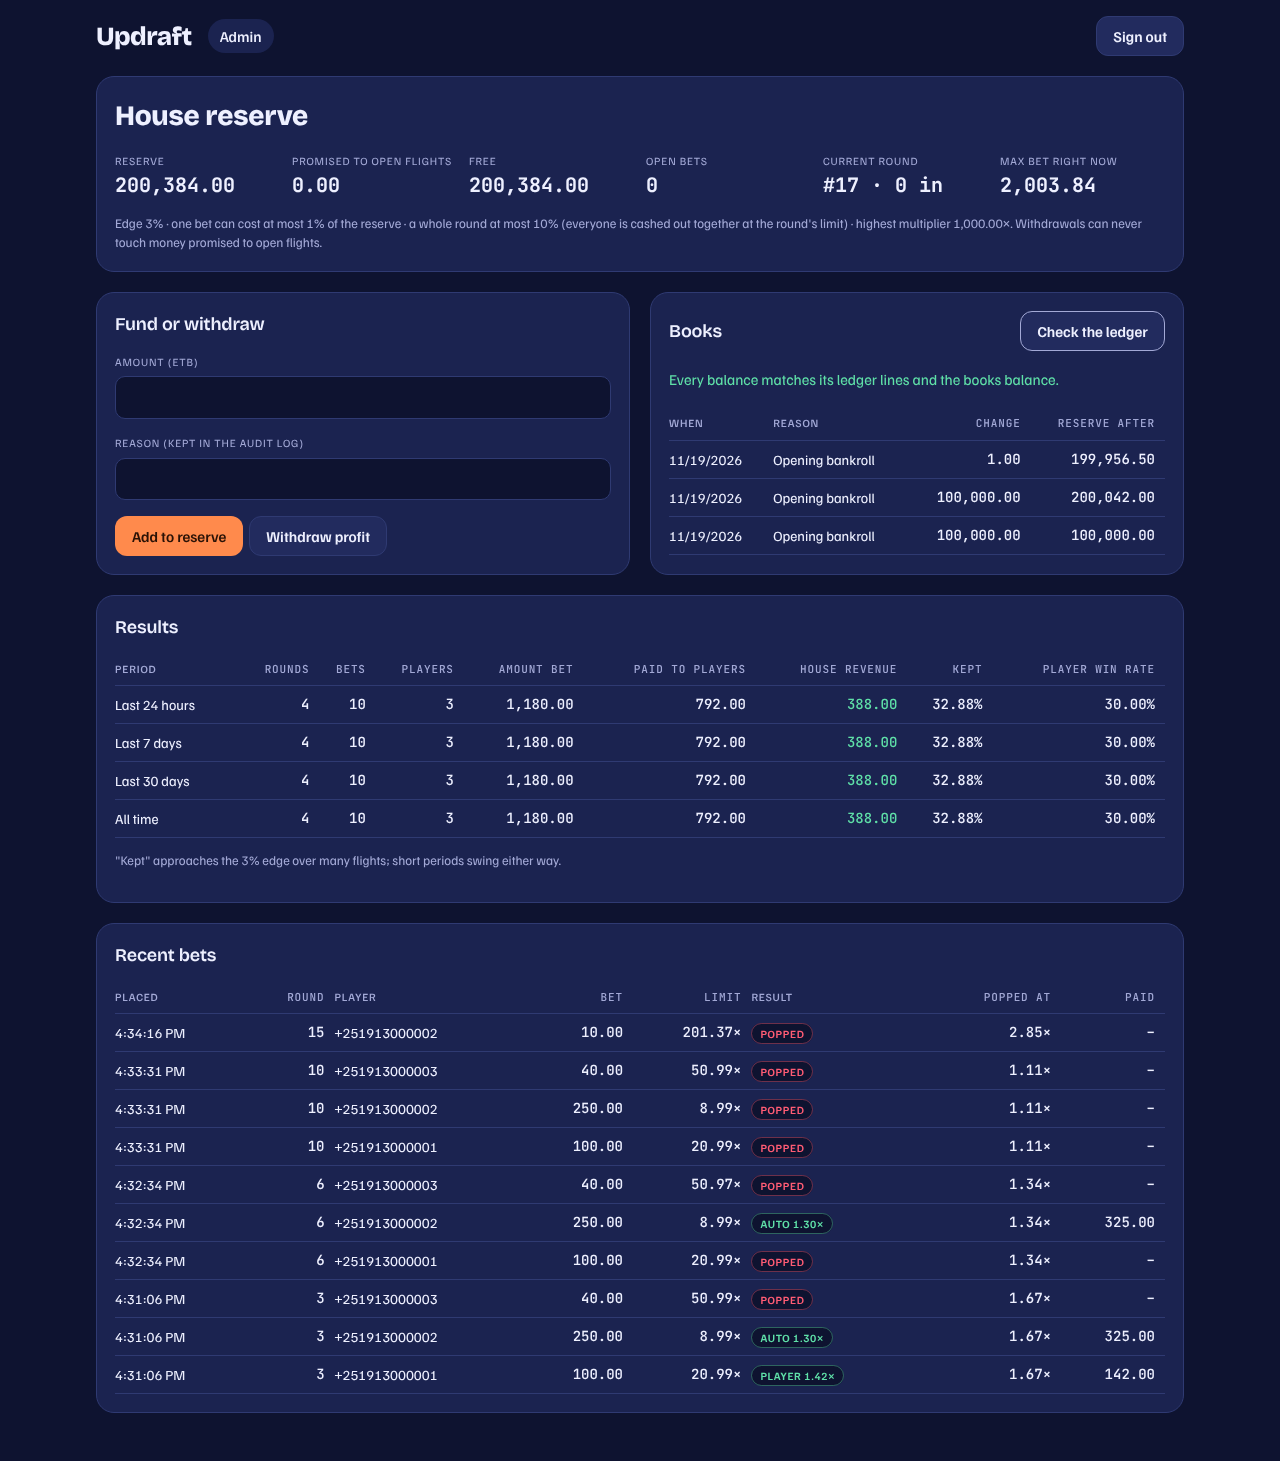 Updraft Admin Sign out
House reserve
RESERVE PROMISED TO OPEN FLIGHTS FREE OPEN BETS CURRENT ROUND MAX BET RIGHT NOW
200,384.00 0.00 200,384.00 0 #17 · 0 in 2,003.84
Edge 3% · one bet can cost at most 1% of the reserve · a whole round at most 10% (everyone is cashed out together at the round's limit) · highest multiplier 1,000.00×. Withdrawals can never
touch money promised to open flights.
Fund or withdraw
AMOUNT (ETB)
REASON (KEPT IN THE AUDIT LOG)
Add to reserve Withdraw profit
Books Check the ledger
Every balance matches its ledger lines and the books balance.
WHEN REASON CHANGE RESERVE AFTER
11/19/2026 Opening bankroll 1.00 199,956.50
11/19/2026 Opening bankroll 100,000.00 200,042.00
11/19/2026 Opening bankroll 100,000.00 100,000.00
Results
PERIOD ROUNDS BETS PLAYERS AMOUNT BET PAID TO PLAYERS HOUSE REVENUE KEPT PLAYER WIN RATE
Last 24 hours 4 10 3 1,180.00 792.00 388.00 32.88% 30.00%
Last 7 days 4 10 3 1,180.00 792.00 388.00 32.88% 30.00%
Last 30 days 4 10 3 1,180.00 792.00 388.00 32.88% 30.00%
All time 4 10 3 1,180.00 792.00 388.00 32.88% 30.00%
"Kept" approaches the 3% edge over many flights; short periods swing either way.
Recent bets
PLACED ROUND PLAYER BET LIMIT RESULT POPPED AT PAID
4:34:16 PM 15 +251913000002 10.00 201.37× POPPED 2.85× –
4:33:31 PM 10 +251913000003 40.00 50.99× POPPED 1.11× –
4:33:31 PM 10 +251913000002 250.00 8.99× POPPED 1.11× –
4:33:31 PM 10 +251913000001 100.00 20.99× POPPED 1.11× –
4:32:34 PM 6 +251913000003 40.00 50.97× POPPED 1.34× –
4:32:34 PM 6 +251913000002 250.00 8.99× AUTO 1.30× 1.34× 325.00
4:32:34 PM 6 +251913000001 100.00 20.99× POPPED 1.34× –
4:31:06 PM 3 +251913000003 40.00 50.99× POPPED 1.67× –
4:31:06 PM 3 +251913000002 250.00 8.99× AUTO 1.30× 1.67× 325.00
4:31:06 PM 3 +251913000001 100.00 20.99× PLAYER 1.42× 1.67× 142.00